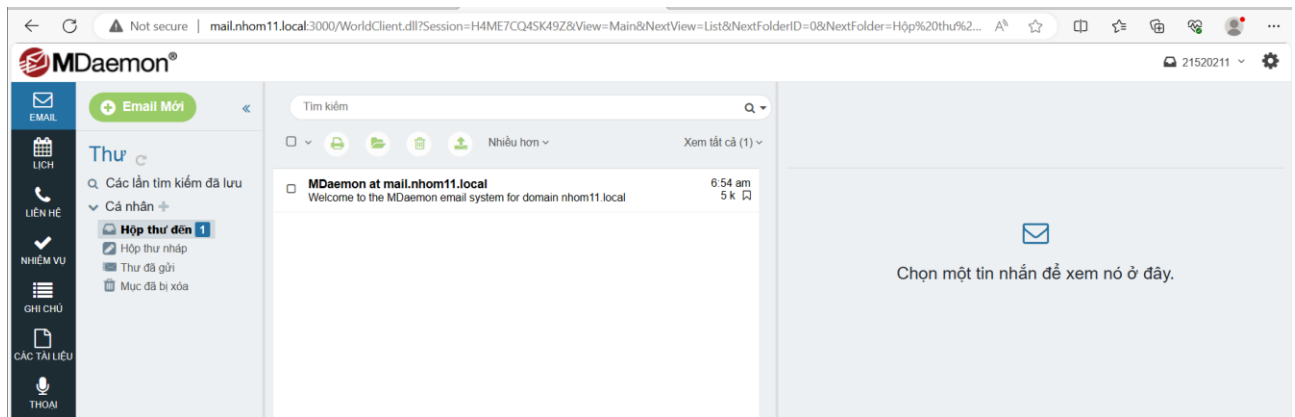 Not secure | mail.nhom11.local:3000/WorldClient.dll?Session=H4ME7CQ4SK49Z&View=Main&NextView=List&NextFolderID=0&NextFolder=Hộp%20thu%2...
MDaemon®
21520211
EMAIL
LỊCH
LIÊN HỆ
NHIỆM VỤ
GHI CHÚ
CÁC TÀI LIỆU
THOẠI
Email Mới
«
Thư
Các lần tìm kiếm đã lưu
Cá nhân
Hộp thư đến 1
Hộp thư nháp
Thư đã gửi
Mục đã bị xóa
Tìm kiếm
Nhiều hơn
Xem tất cả (1)
MDaemon at mail.nhom11.local 6:54 am
Welcome to the MDaemon email system for domain nhom11.local 5 k
Chọn một tin nhắn để xem nó ở đây.